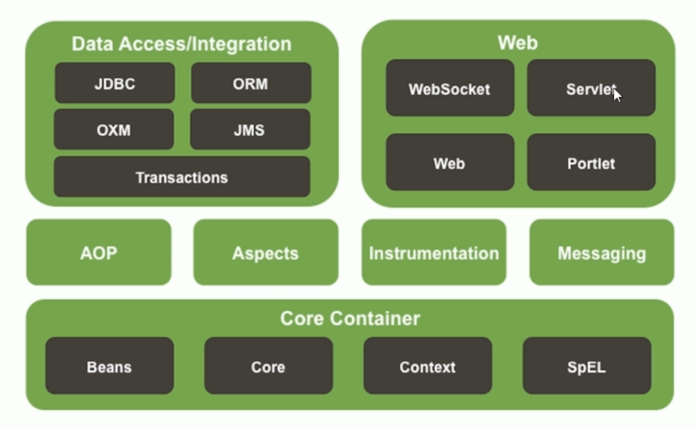 Data Access/Integration
JDBC
ORM
OXM
JMS
Transactions
Web
WebSocket
Servlet
Web
Portlet
AOP
Aspects
Instrumentation
Messaging
Core Container
Beans
Core
Context
SpEL